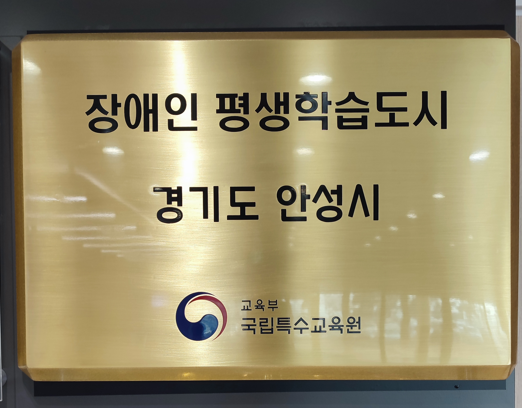 장애인 평생학습도시
경기도 안성시
교육부
국립특수교육원